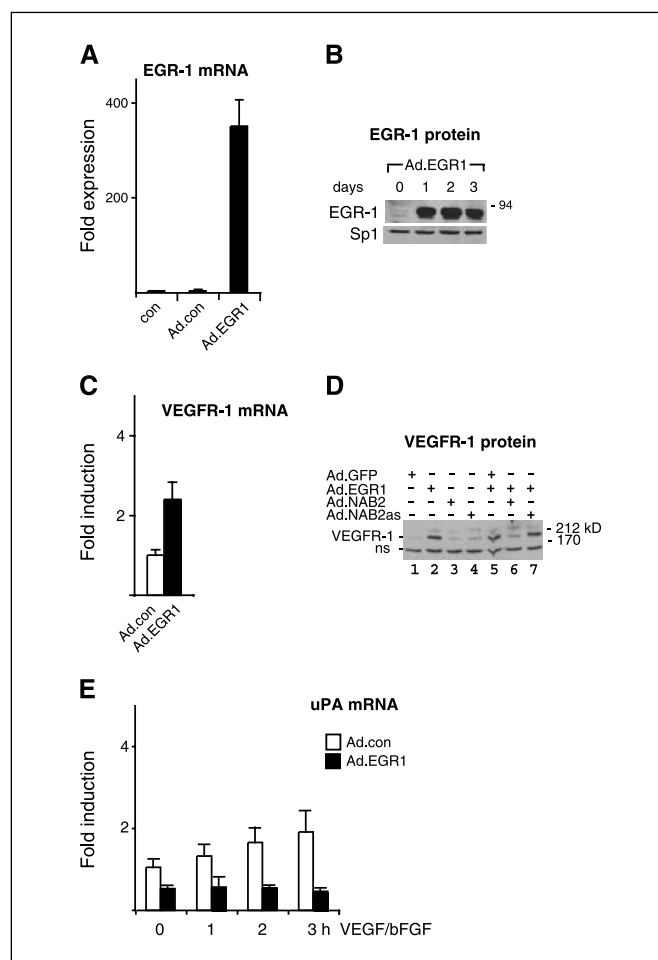 A
EGR-1 mRNA
Fold expression
400
200
con
Ad.con
Ad.EGR1
B
EGR-1 protein
Ad.EGR1
days 0 1 2 3
EGR-1
- 94
Sp1
C
VEGFR-1 mRNA
Fold induction
4
2
Ad.con
Ad.EGR1
D
VEGFR-1 protein
Ad.GFP + - - - + - -
Ad.EGR1 - + - - + + +
Ad.NAB2 - - + - - + -
Ad.NAB2as - - - + - - +
- 212 kD
VEGFR-1 -
- 170
ns -
1 2 3 4 5 6 7
E
uPA mRNA
Ad.con
Ad.EGR1
Fold induction
4
2
0 1 2 3 h VEGF/bFGF